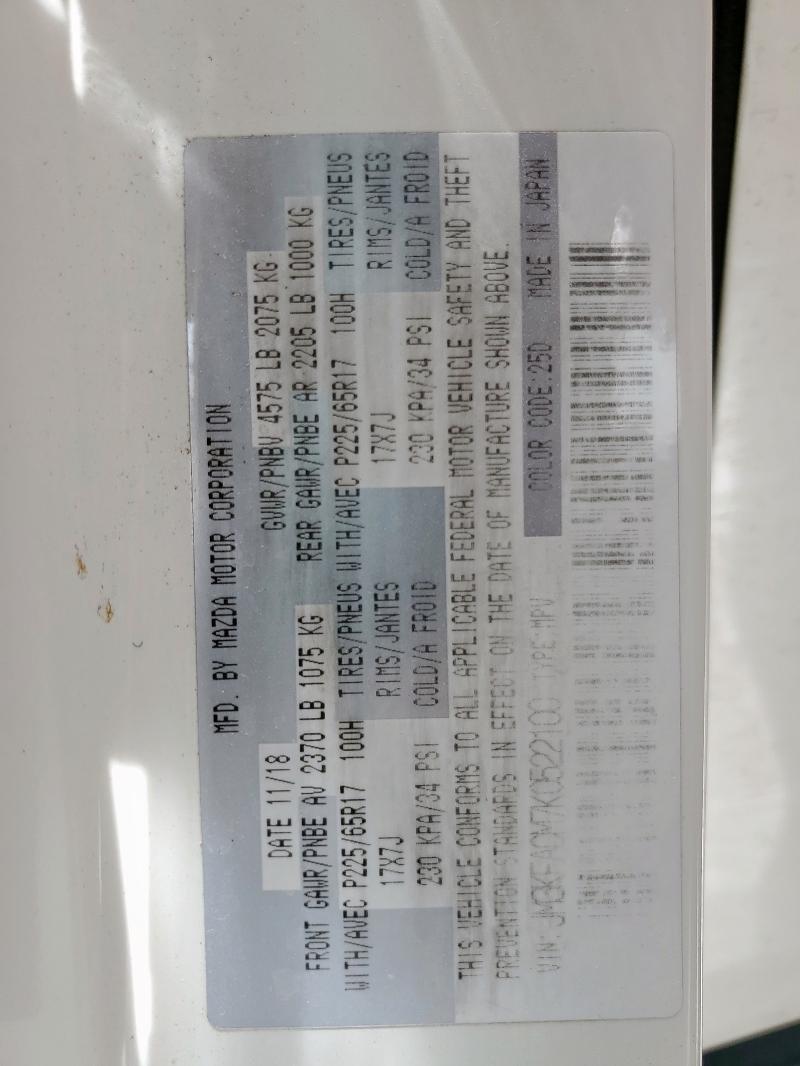 MFD. BY MAZDA MOTOR CORPORATION
DATE 11/18 GVWR/PNBV 4575 LB 2075 KG
FRONT GAWR/PNBE AV 2370 LB 1075 KG REAR GAWR/PNBE AR 2205 LB 1000 KG
WITH/AVEC P225/65R17 100H TIRES/PNEUS WITH/AVEC P225/65R17 100H TIRES/PNEUS
17X7J RIMS/JANTES 17X7J RIMS/JANTES
230 KPA/34 PSI COLD/A FROID 230 KPA/34 PSI COLD/A FROID
THIS VEHICLE CONFORMS TO ALL APPLICABLE FEDERAL MOTOR VEHICLE SAFETY AND THEFT
PREVENTION STANDARDS IN EFFECT ON THE DATE OF MANUFACTURE SHOWN ABOVE.
VIN: TYPE:MPV COLOR CODE:25D MADE IN JAPAN